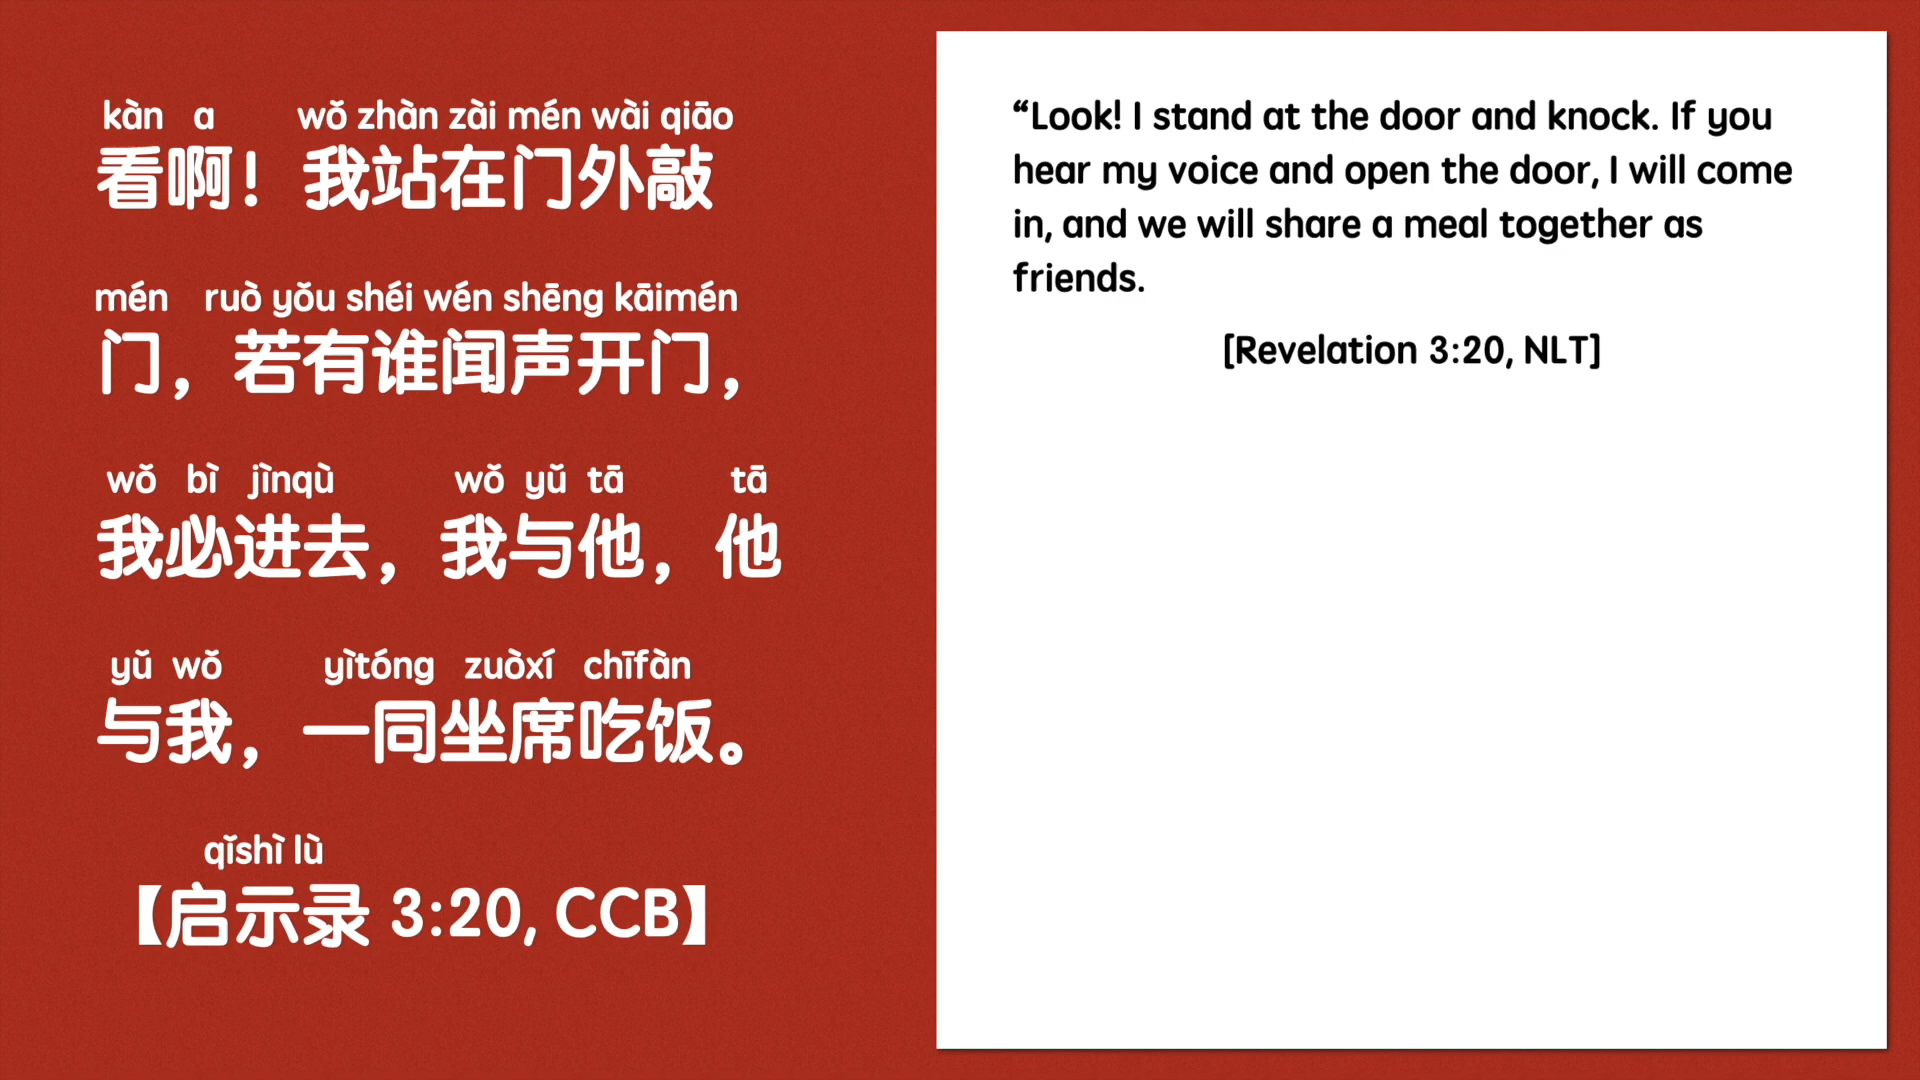 kàn a wǒ zhàn zài mén wài qiāo
看啊！我站在门外敲
mén ruò yǒu shéi wén shēng kāimén
门，若有谁闻声开门，
wǒ bì jìnqù wǒ yǔ tā tā
我必进去，我与他，他
yǔ wǒ yìtóng zuòxí chīfàn
与我，一同坐席吃饭。
qǐshì lù
【启示录 3:20, CCB】
“Look! I stand at the door and knock. If you
hear my voice and open the door, I will come
in, and we will share a meal together as
friends.
[Revelation 3:20, NLT]